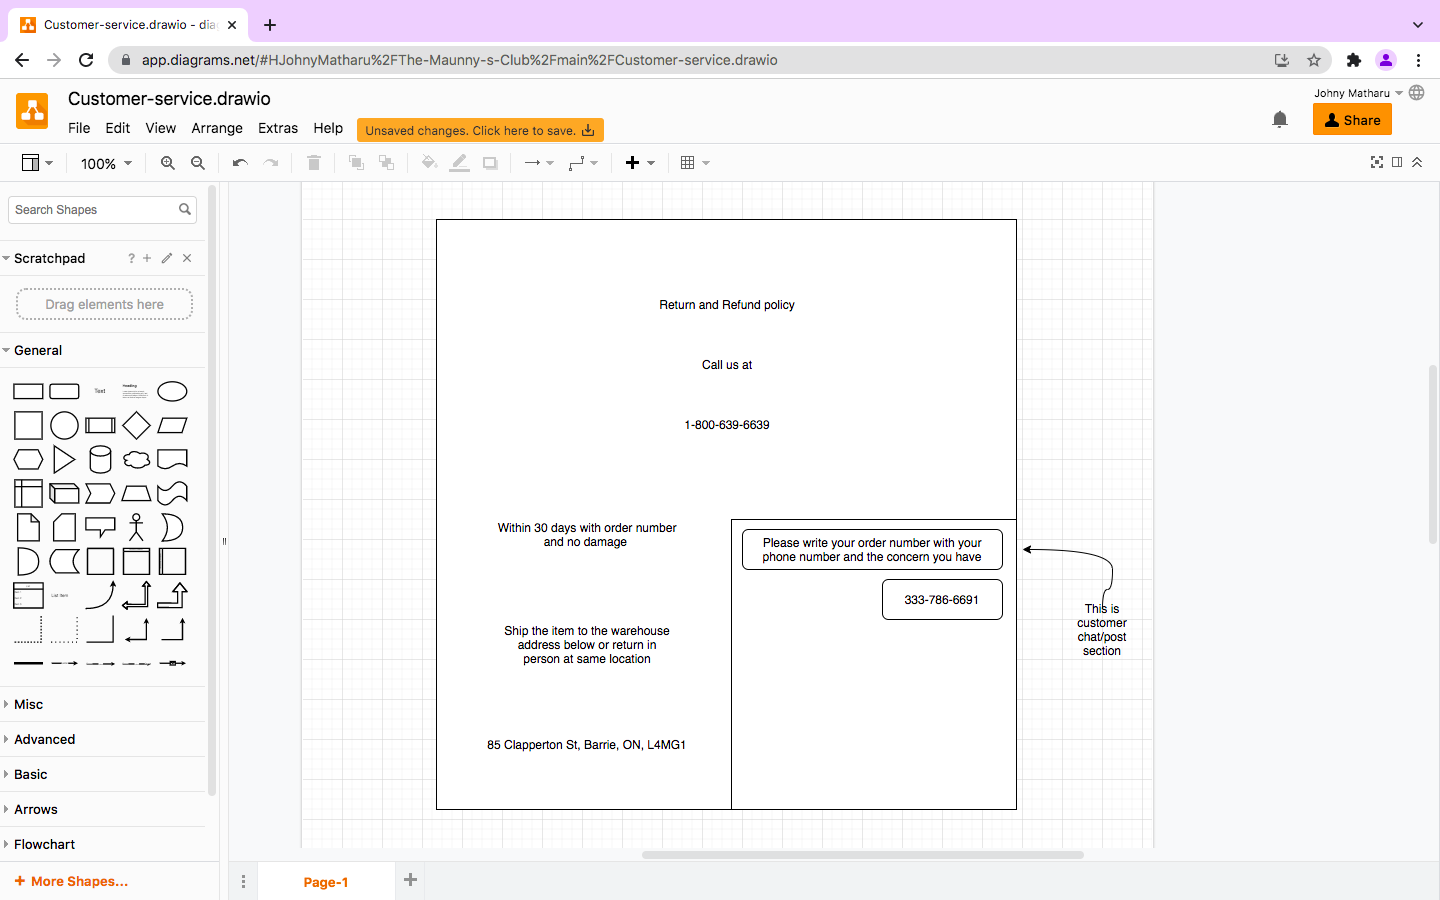 Customer-service.drawio - dia
app.diagrams.net/#HJohnyMatharu%2FThe-Maunny-s-Club%2Fmain%2FCustomer-service.drawio
Customer-service.drawio
Johny Matharu
File Edit View Arrange Extras Help
Unsaved changes. Click here to save.
Share
100%
Search Shapes
Scratchpad
?
Drag elements here
General
Text
Heading
List Item
Misc
Advanced
Basic
Arrows
Flowchart
+ More Shapes...
Return and Refund policy
Call us at
1-800-639-6639
Within 30 days with order number
and no damage
Ship the item to the warehouse
address below or return in
person at same location
85 Clapperton St, Barrie, ON, L4MG1
Please write your order number with your
phone number and the concern you have
333-786-6691
This is
customer
chat/post
section
Page-1